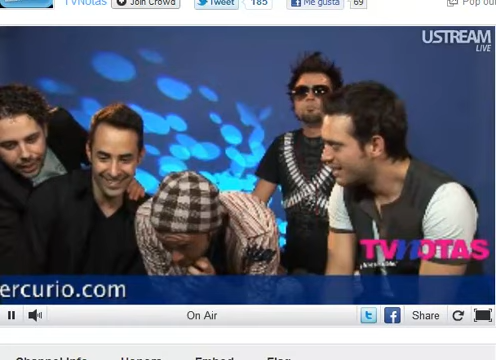 TVNotas Join Crowd Tweet 185 Me gusta 69
USTREAM
LIVE
TVNOTAS
ercurio.com
On Air Share